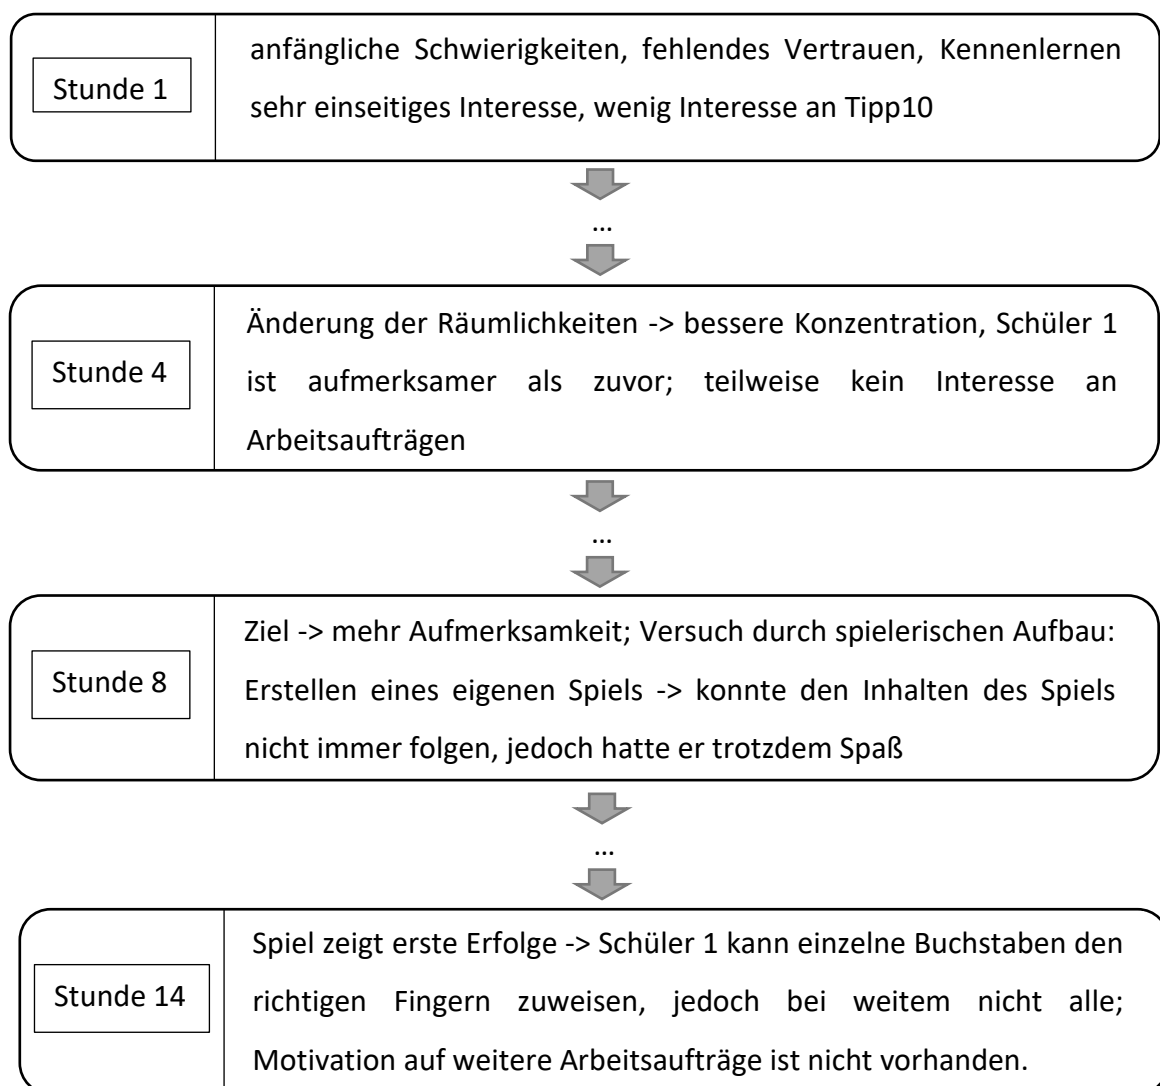 Stunde 1
anfängliche Schwierigkeiten, fehlendes Vertrauen, Kennenlernen
sehr einseitiges Interesse, wenig Interesse an Tipp10
...
Stunde 4
Änderung der Räumlichkeiten -> bessere Konzentration, Schüler 1
ist aufmerksamer als zuvor; teilweise kein Interesse an
Arbeitsaufträgen
...
Stunde 8
Ziel -> mehr Aufmerksamkeit; Versuch durch spielerischen Aufbau:
Erstellen eines eigenen Spiels -> konnte den Inhalten des Spiels
nicht immer folgen, jedoch hatte er trotzdem Spaß
...
Stunde 14
Spiel zeigt erste Erfolge -> Schüler 1 kann einzelne Buchstaben den
richtigen Fingern zuweisen, jedoch bei weitem nicht alle;
Motivation auf weitere Arbeitsaufträge ist nicht vorhanden.